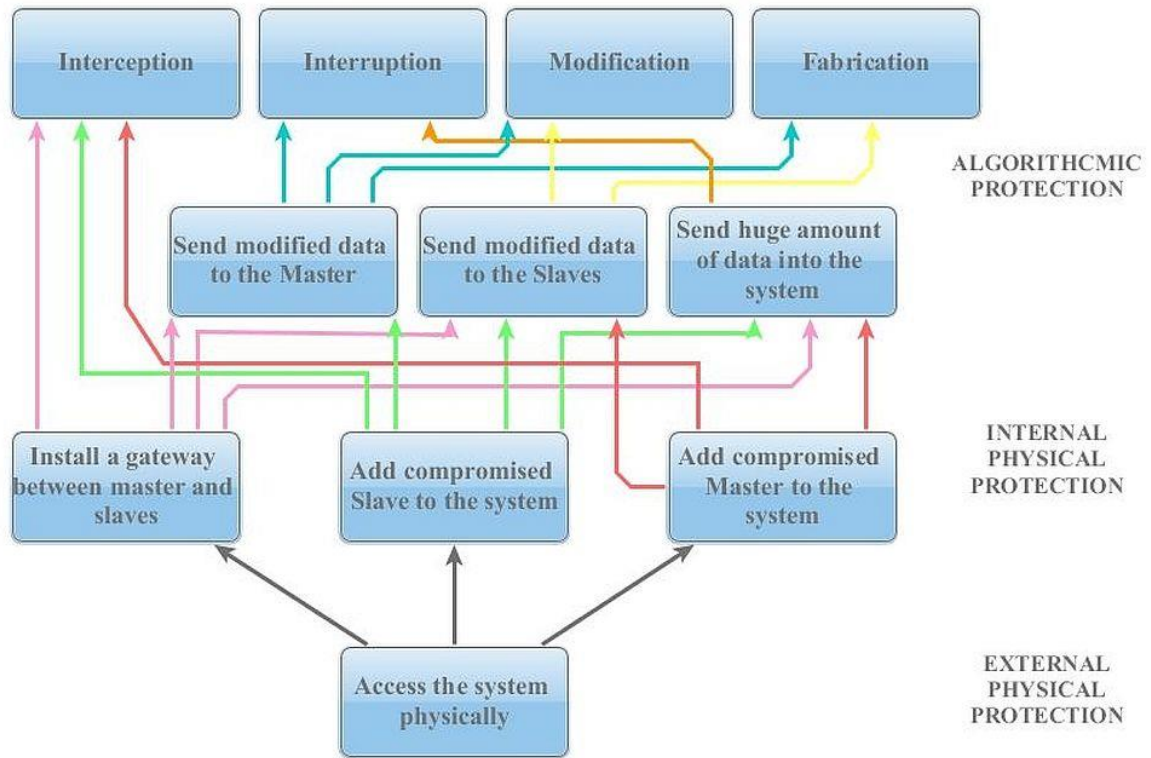 Interception
Interruption
Modification
Fabrication
ALGORITHCMIC
PROTECTION
Send modified data
to the Master
Send modified data
to the Slaves
Send huge amount
of data into the
system
Install a gateway
between master and
slaves
Add compromised
Slave to the system
Add compromised
Master to the
system
INTERNAL
PHYSICAL
PROTECTION
Access the system
physically
EXTERNAL
PHYSICAL
PROTECTION